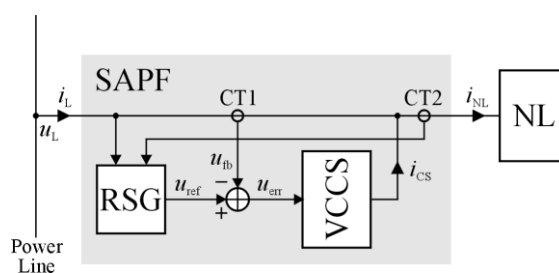 SAPF
CT1
CT2
i_L
i_NL
NL
u_L
u_fb
RSG
u_ref
−
+
u_err
VCCS
i_CS
Power
Line